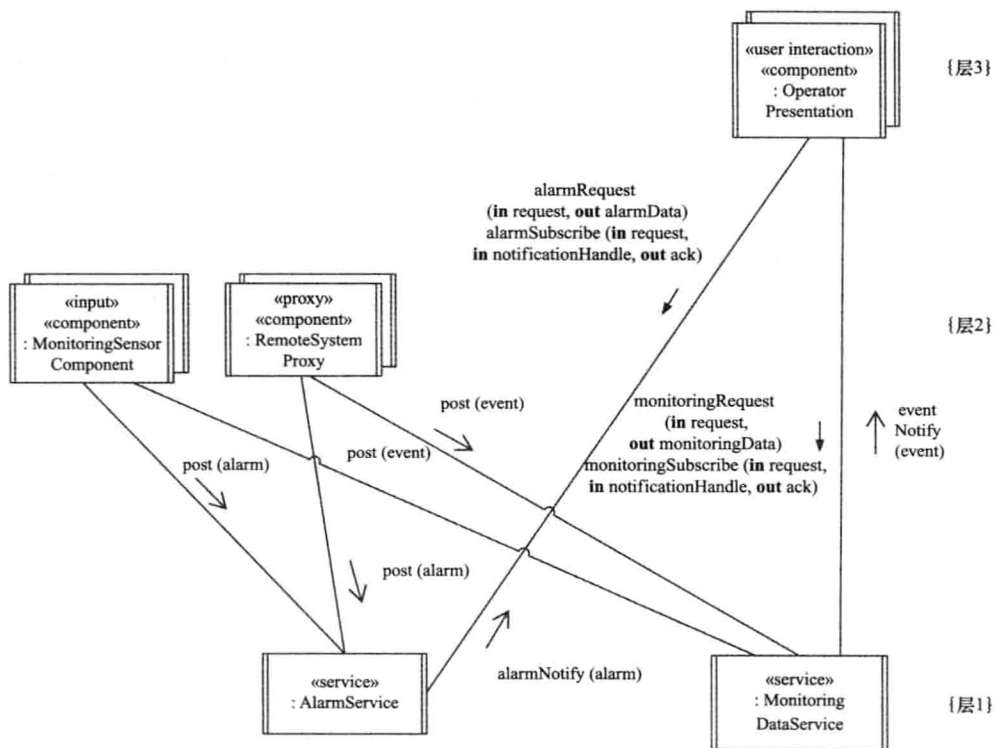 «user interaction»
«component»
: Operator
Presentation
{层3}
alarmRequest
(in request, out alarmData)
alarmSubscribe (in request,
in notificationHandle, out ack)
«input»
«component»
: MonitoringSensor
Component
«proxy»
«component»
: RemoteSystem
Proxy
{层2}
post (event)
monitoringRequest
(in request,
out monitoringData)
monitoringSubscribe (in request,
in notificationHandle, out ack)
event
Notify
(event)
post (alarm)
post (event)
post (alarm)
alarmNotify (alarm)
«service»
: AlarmService
«service»
: Monitoring
DataService
{层1}